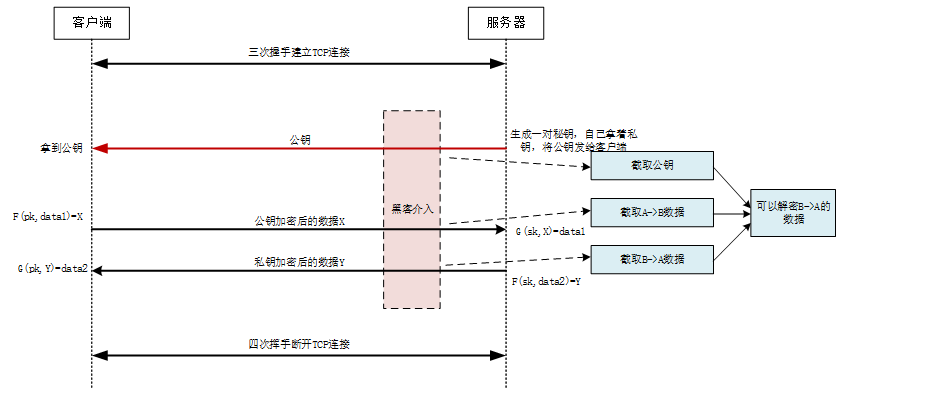 客户端
服务器
三次握手建立TCP连接
公钥
生成一对秘钥，自己拿着私
钥，将公钥发给客户端
拿到公钥
截取公钥
黑客介入
F(pk,data1)=X
公钥加密后的数据X
截取A->B数据
可以解密B->A的
数据
G(sk,X)=data1
G(pk,Y)=data2
私钥加密后的数据Y
截取B->A数据
F(sk,data2)=Y
四次挥手断开TCP连接